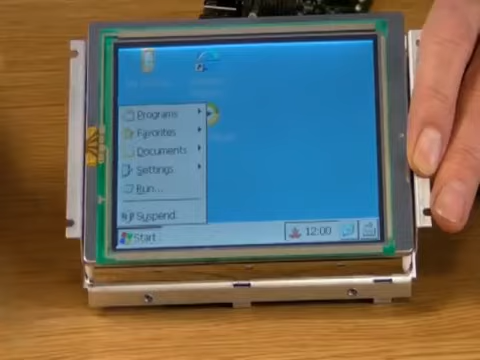 Programs
Favorites
Documents
Settings
Run...
Suspend
Start
12:00